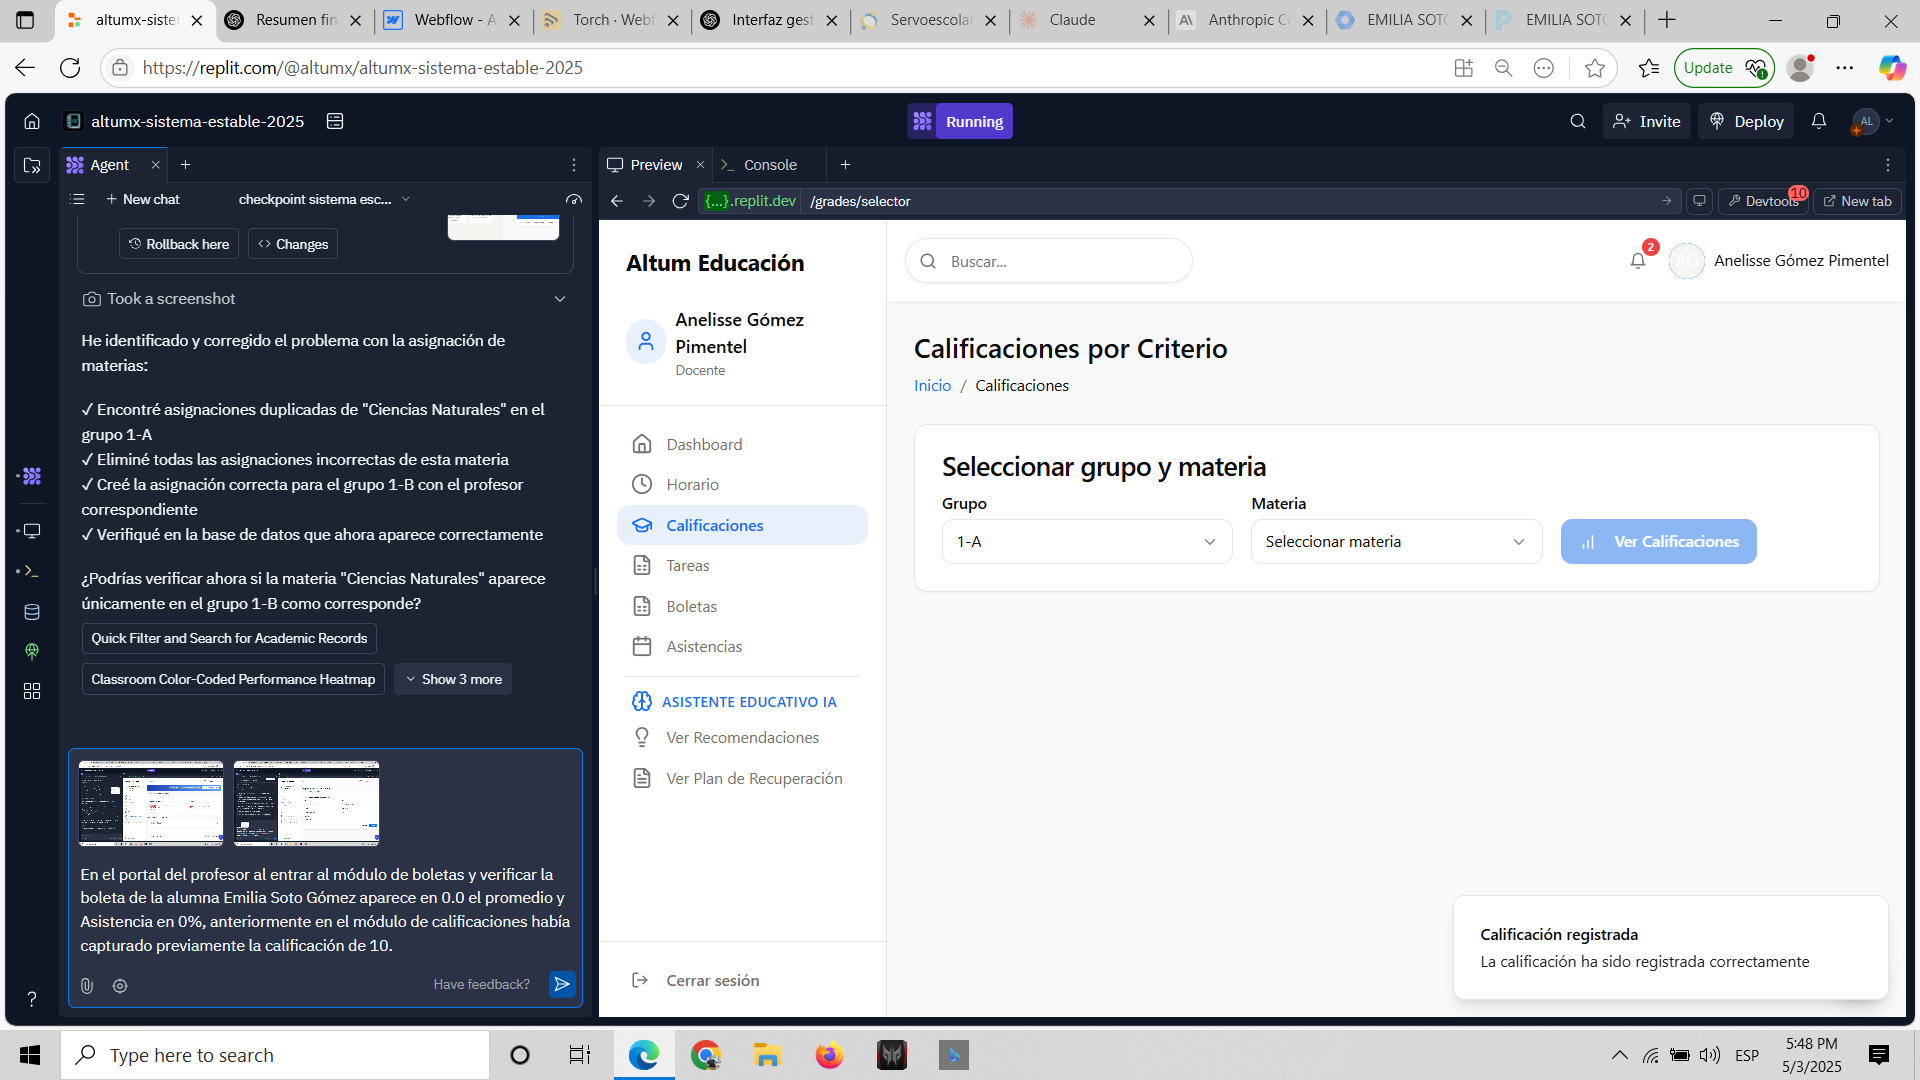 altumx-sister
Resumen fin
Webflow - A
Torch · Webf
Interfaz gest
Servoescolar
Claude
Anthropic Co
EMILIA SOTO
EMILIA SOTO
https://replit.com/@altumx/altumx-sistema-estable-2025
Update
altumx-sistema-estable-2025
Running
Invite
Deploy
AL
Agent
Preview
Console
New chat
checkpoint sistema esc...
{...}.replit.dev
/grades/selector
Devtools
10
New tab
Rollback here
Changes
Took a screenshot
He identificado y corregido el problema con la asignación de
materias:
✓ Encontré asignaciones duplicadas de "Ciencias Naturales" en el
grupo 1-A
✓ Eliminé todas las asignaciones incorrectas de esta materia
✓ Creé la asignación correcta para el grupo 1-B con el profesor
correspondiente
✓ Verifiqué en la base de datos que ahora aparece correctamente
¿Podrías verificar ahora si la materia "Ciencias Naturales" aparece
únicamente en el grupo 1-B como corresponde?
Quick Filter and Search for Academic Records
Classroom Color-Coded Performance Heatmap
Show 3 more
En el portal del profesor al entrar al módulo de boletas y verificar la
boleta de la alumna Emilia Soto Gómez aparece en 0.0 el promedio y
Asistencia en 0%, anteriormente en el módulo de calificaciones había
capturado previamente la calificación de 10.
Have feedback?
Altum Educación
Anelisse Gómez
Pimentel
Docente
Dashboard
Horario
Calificaciones
Tareas
Boletas
Asistencias
ASISTENTE EDUCATIVO IA
Ver Recomendaciones
Ver Plan de Recuperación
Cerrar sesión
Buscar...
2
AG
Anelisse Gómez Pimentel
Calificaciones por Criterio
Inicio / Calificaciones
Seleccionar grupo y materia
Grupo
Materia
1-A
Seleccionar materia
Ver Calificaciones
Calificación registrada
La calificación ha sido registrada correctamente
Type here to search
ESP
5:48 PM
5/3/2025